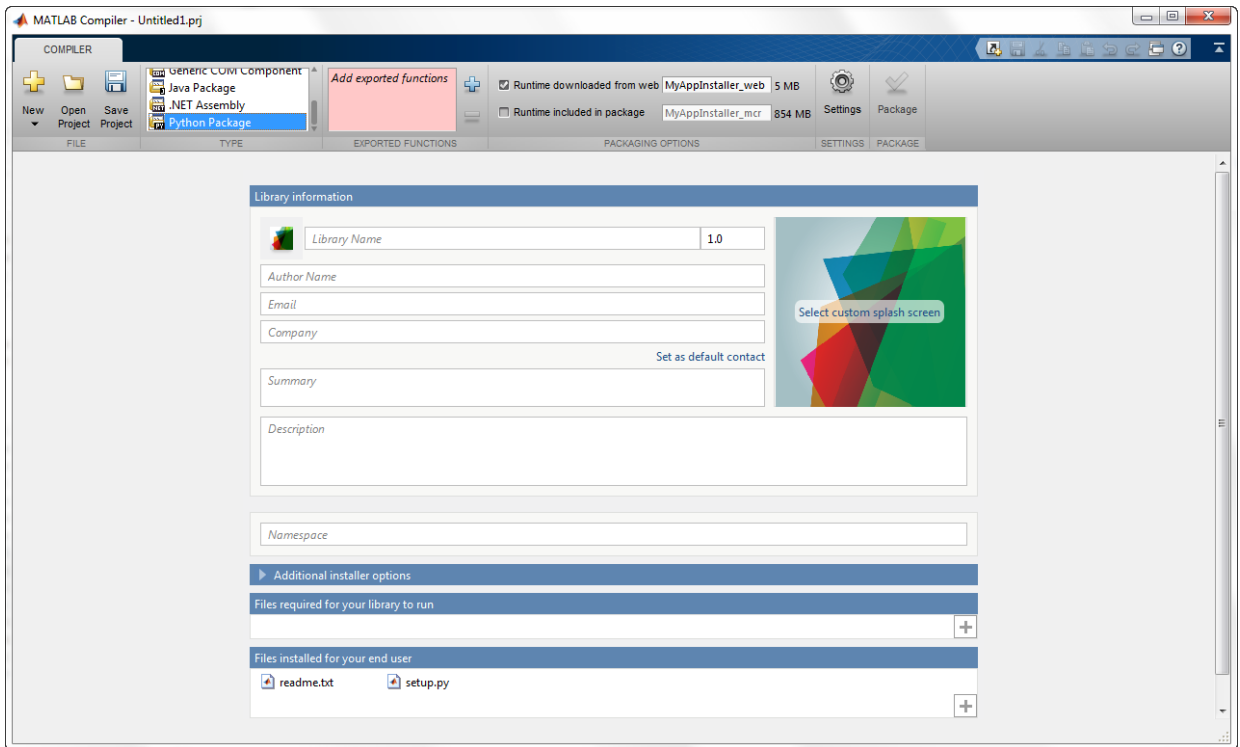 MATLAB Compiler - Untitled1.prj
COMPILER
New
Open Project
Save Project
FILE
Generic COM Component
Java Package
.NET Assembly
Python Package
TYPE
Add exported functions
EXPORTED FUNCTIONS
Runtime downloaded from web MyAppInstaller_web 5 MB
Runtime included in package MyAppInstaller_mcr 854 MB
PACKAGING OPTIONS
Settings
SETTINGS
Package
PACKAGE
Library information
Library Name 1.0
Author Name
Email
Company
Set as default contact
Select custom splash screen
Summary
Description
Namespace
Additional installer options
Files required for your library to run
Files installed for your end user
readme.txt setup.py